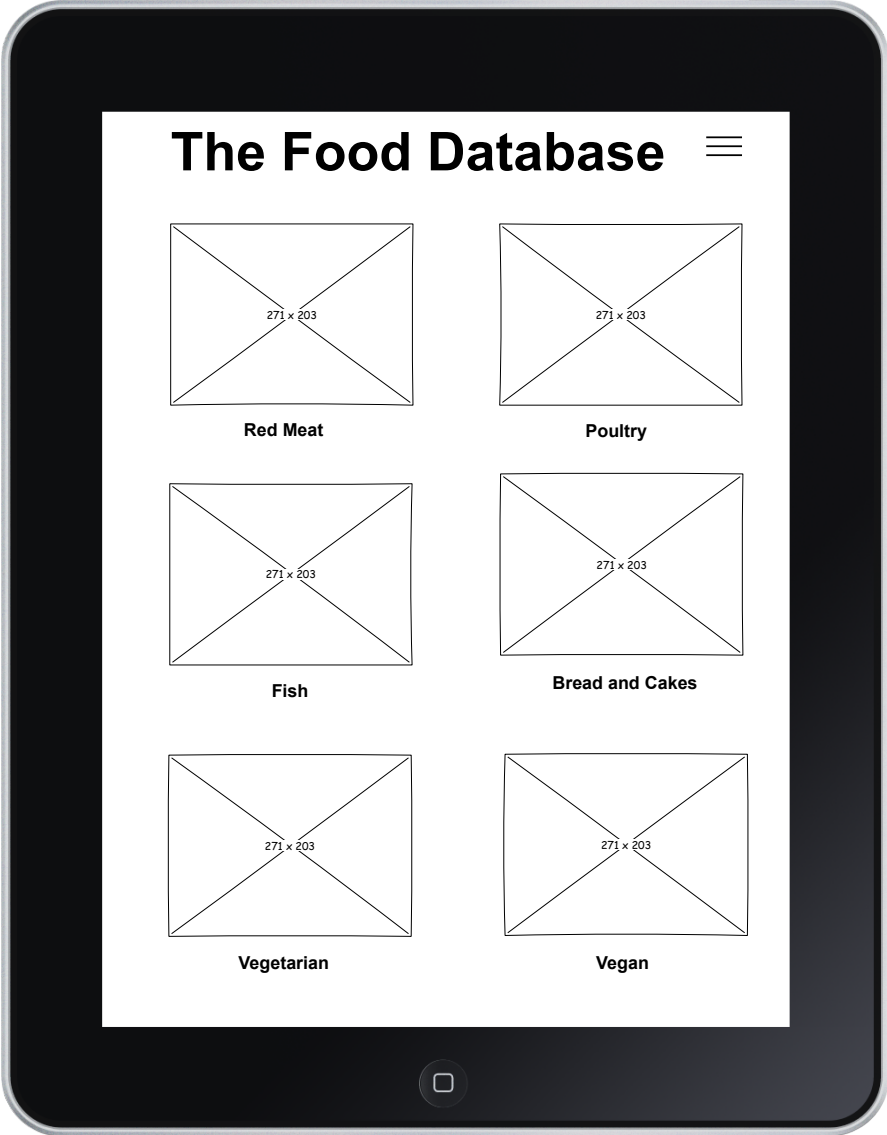 The Food Database
271 x 203
271 x 203
Red Meat
Poultry
271 x 203
271 x 203
Fish
Bread and Cakes
271 x 203
271 x 203
Vegetarian
Vegan